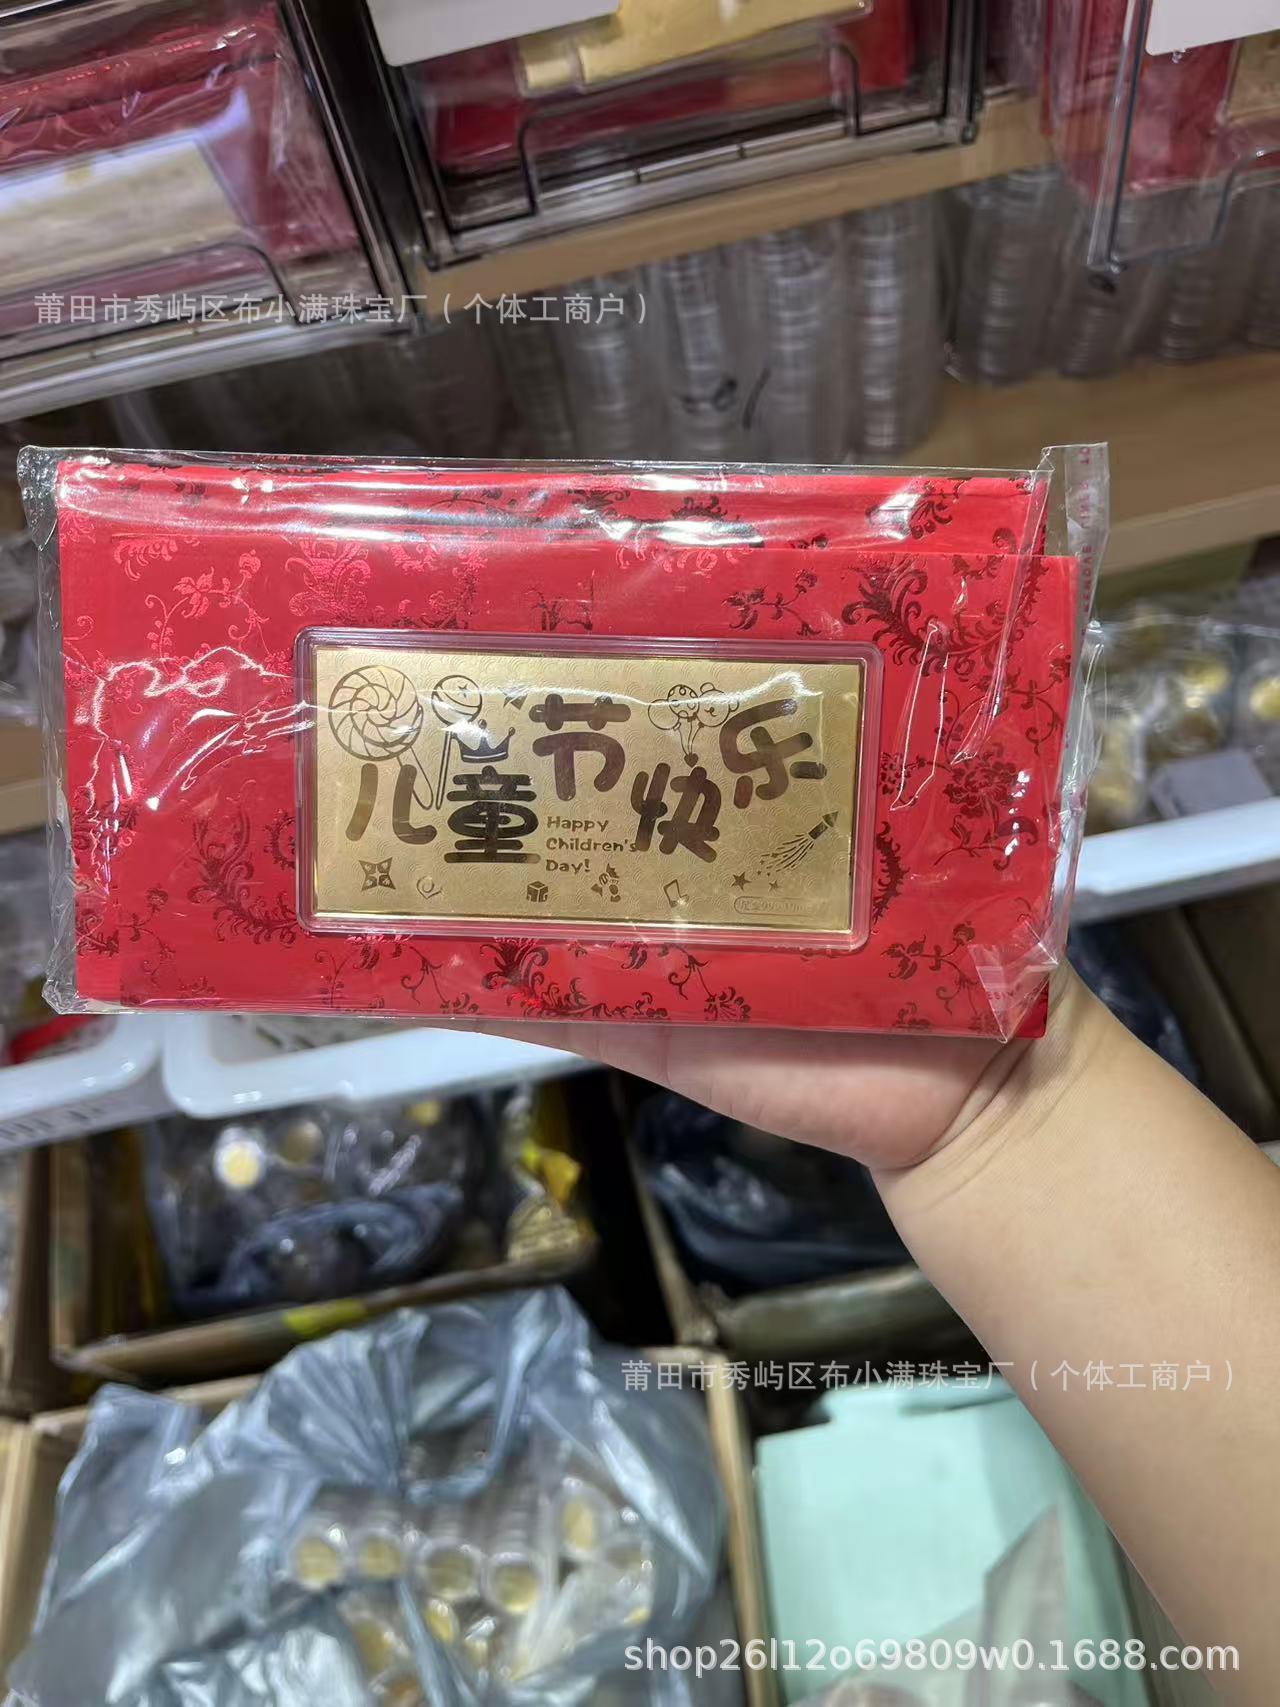 莆田市秀屿区布小满珠宝厂（个体工商户）
儿童节快乐
Happy
Children's
Day!
莆田市秀屿区布小满珠宝厂（个体工商户）
shop26l12o69809w0.1688.com